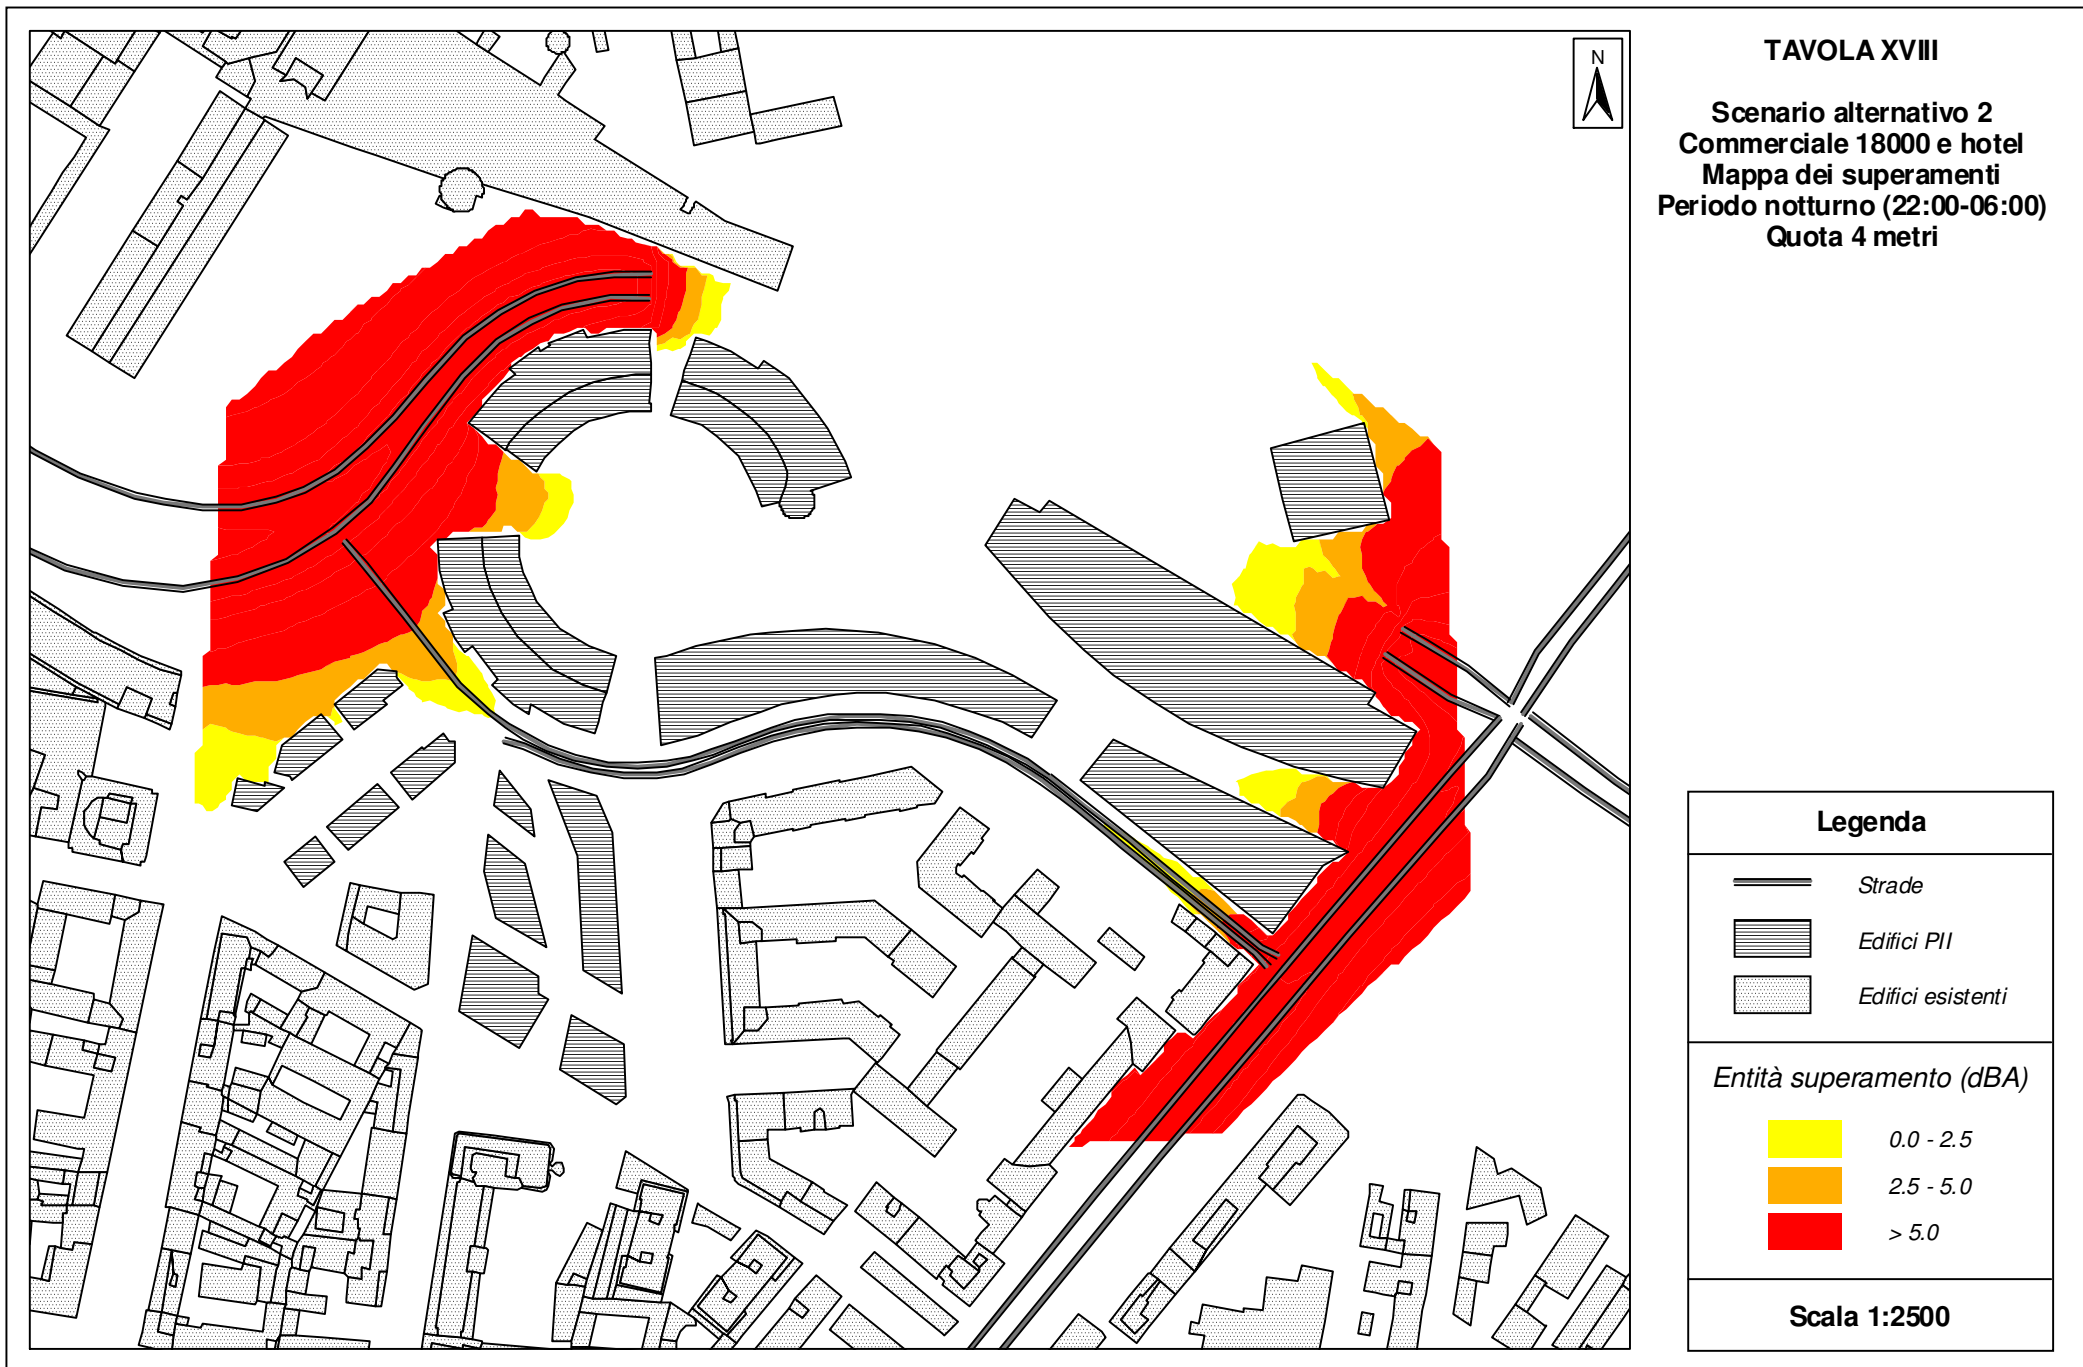 N
TAVOLA XVIII
Scenario alternativo 2
Commerciale 18000 e hotel
Mappa dei superamenti
Periodo notturno (22:00-06:00)
Quota 4 metri
Legenda
Strade
Edifici PII
Edifici esistenti
Entità superamento (dBA)
0.0 - 2.5
2.5 - 5.0
> 5.0
Scala 1:2500